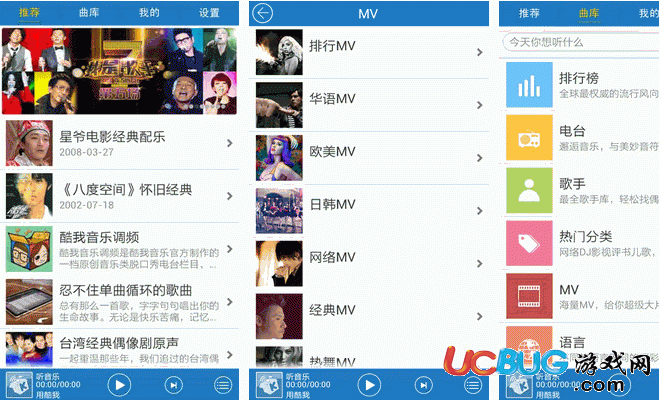 推荐 曲库 我的 设置
星爷电影经典配乐
2008-03-27
《八度空间》怀旧经典
2002-07-18
酷我音乐调频
酷我音乐调频是酷我音乐官方制作的
一档原创音乐类脱口秀电台栏目，...
忍不住单曲循环的歌曲
总有那么一首歌，字字句句唱出你的
生命故事。无论是快乐苦痛，记忆...
台湾经典偶像剧原声
一起重温那些年，我们追过的台湾偶
听音乐
00:00/00:00
用酷我
MV
排行MV
华语MV
欧美MV
日韩MV
网络MV
经典MV
热舞MV
听音乐
00:00/00:00
用酷我
推荐 曲库 我的
今天你想听什么
排行榜
全球最权威的流行风向
电台
邂逅音乐，与美妙音符
歌手
最全歌手库，轻松找偶
热门分类
网络DJ影视评书儿歌，
MV
海量MV，给你超级大片
语言
听音乐
00:00/00:00
用酷我
UCBUG游戏网
.com